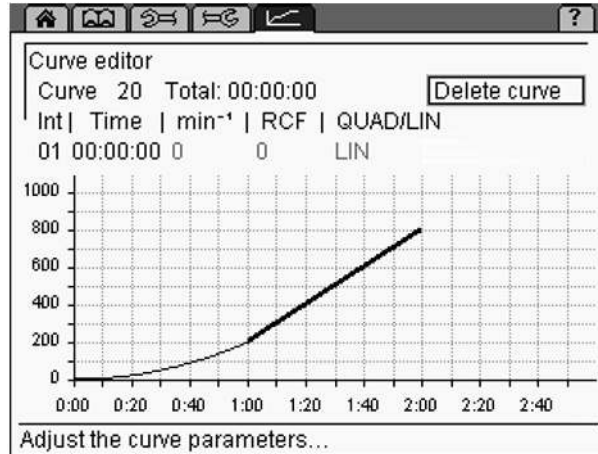 ?
Curve editor
Curve 20 Total: 00:00:00 Delete curve
Int | Time | min⁻¹ | RCF | QUAD/LIN
01 00:00:00 0 0 LIN
1000
800
600
400
200
0
0:00 0:20 0:40 1:00 1:20 1:40 2:00 2:20 2:40
Adjust the curve parameters...